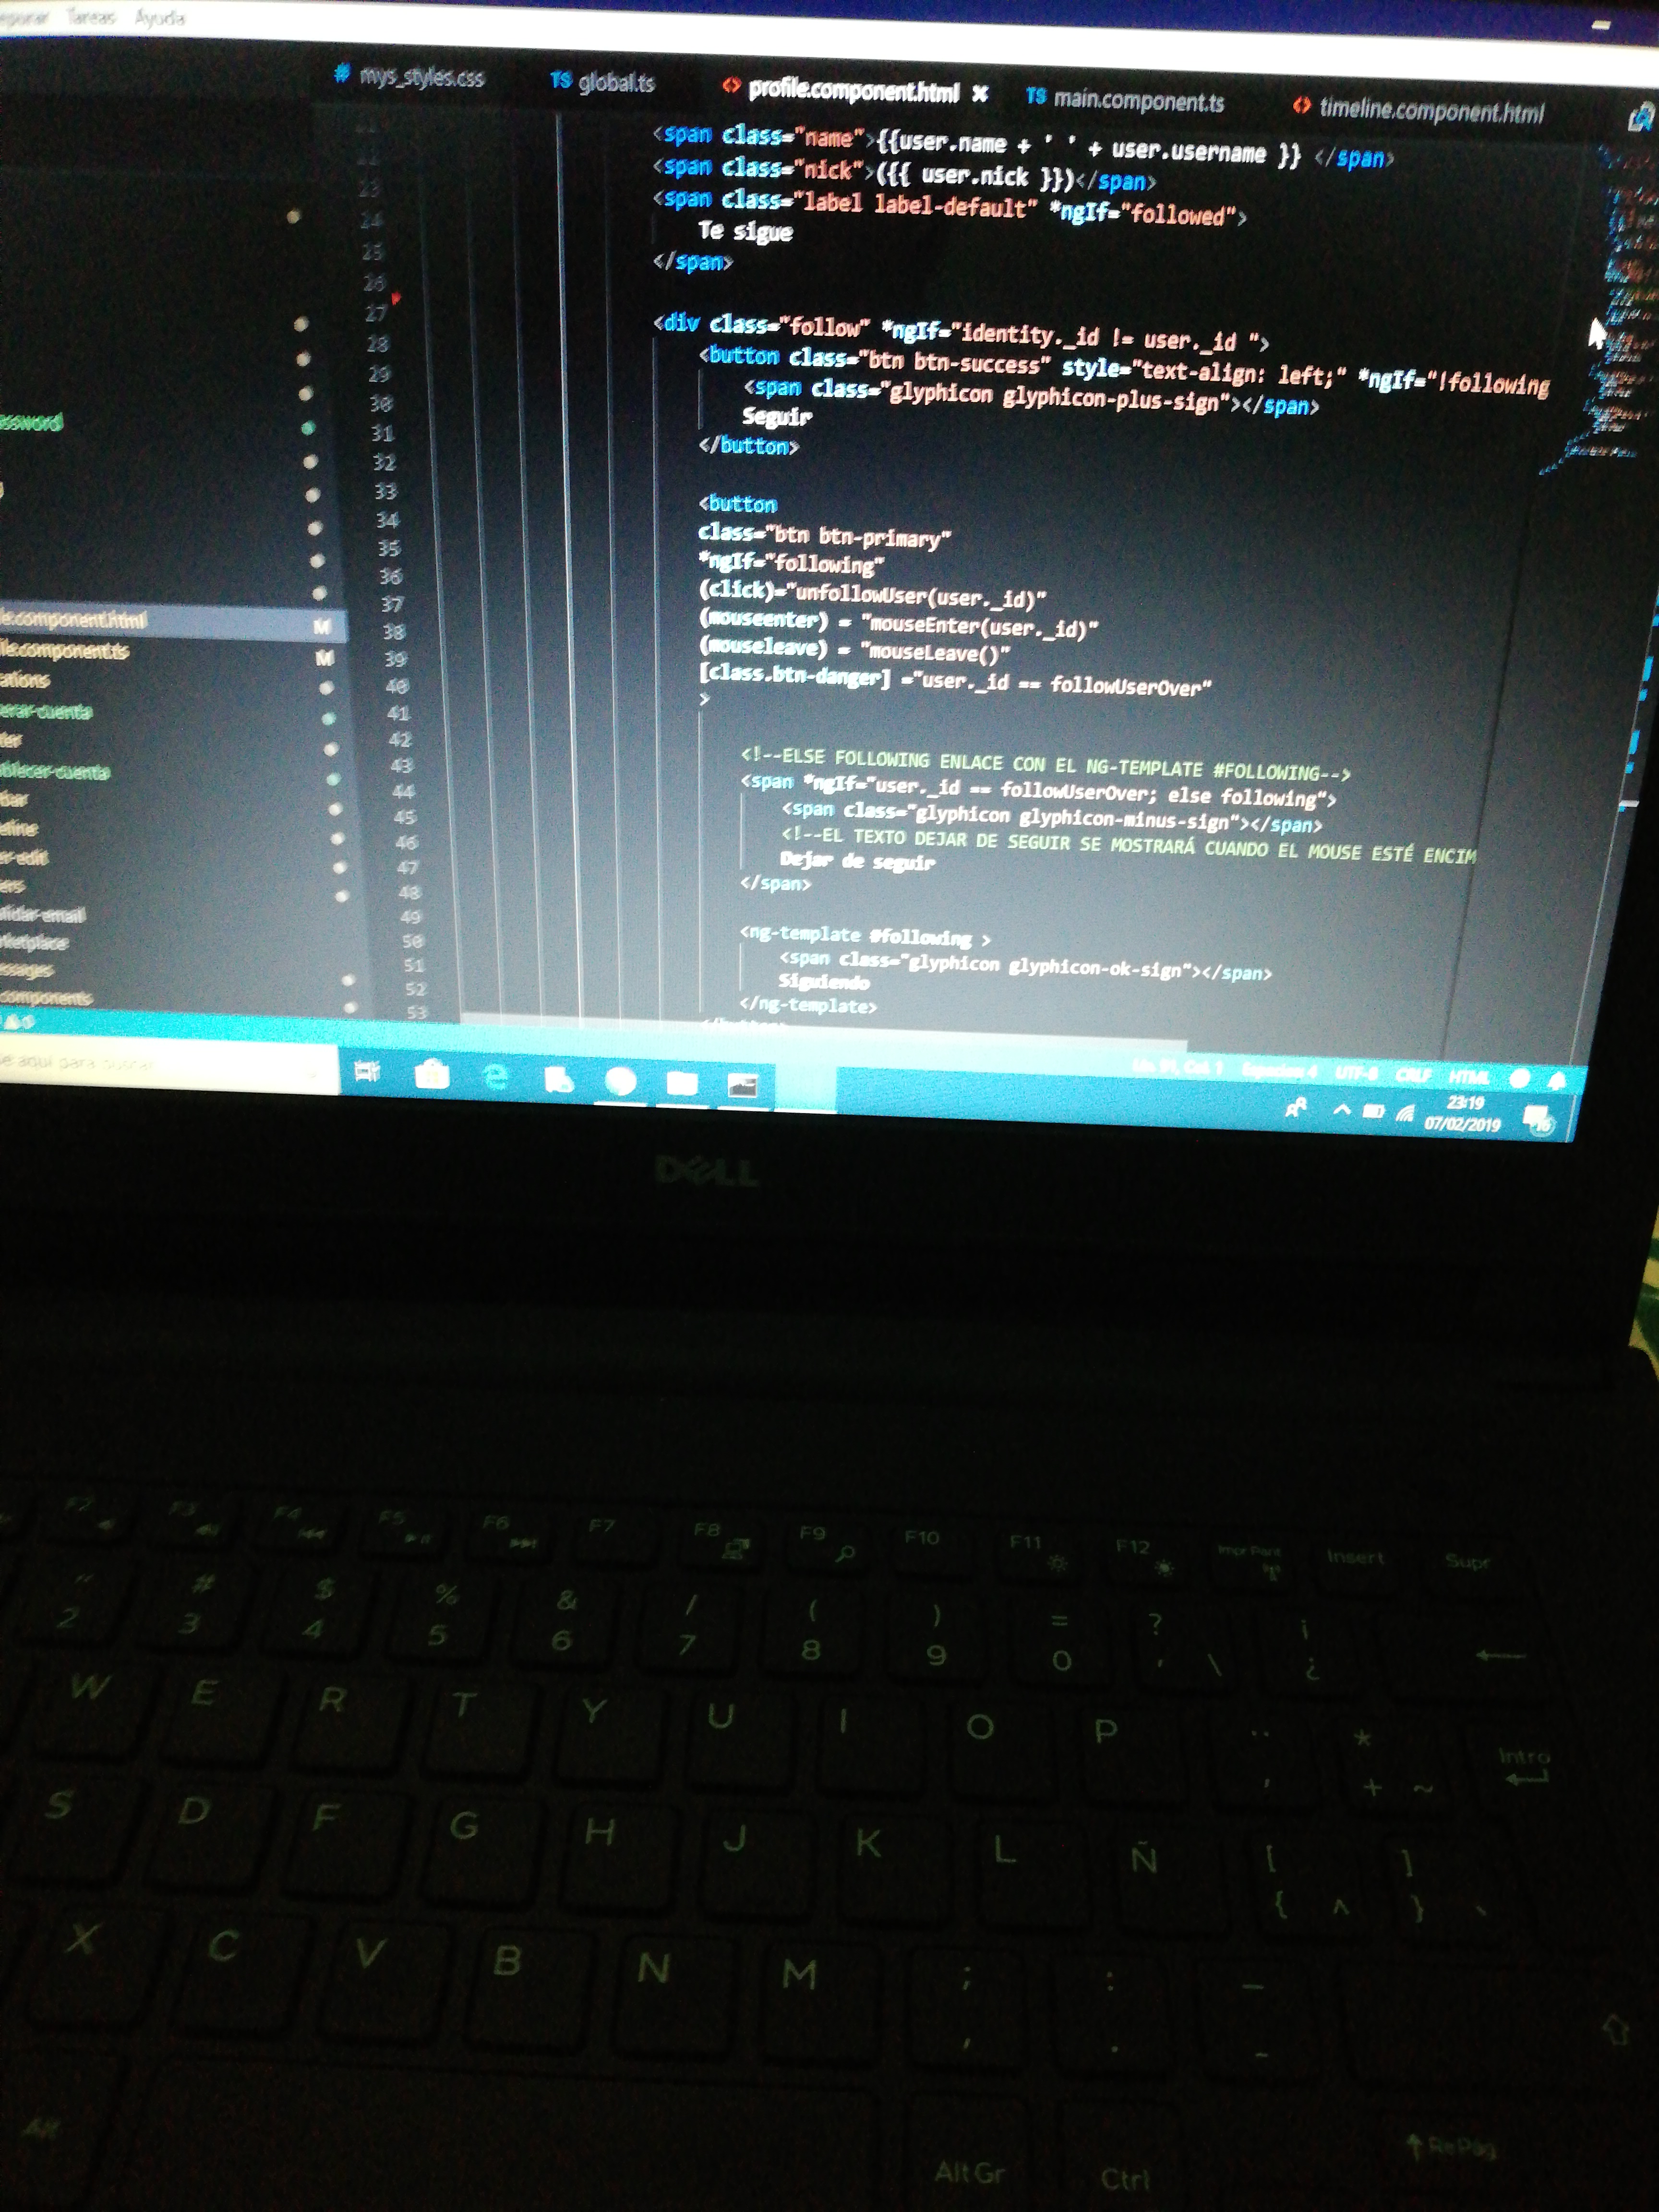 Tareas Ayuda
mys_styles.css
TS global.ts
<> profile.component.html ×
TS main.component.ts
<> timeline.component.html
<span class="name">{{user.name + ' ' + user.username }} </span>
<span class="nick">({{ user.nick }})</span>
<span class="label label-default" *ngIf="followed">
Te sigue
</span>
<div class="follow" *ngIf="identity._id != user._id ">
<button class="btn btn-success" style="text-align: left;" *ngIf="!following
<span class="glyphicon glyphicon-plus-sign"></span>
Seguir
</button>
<button
class="btn btn-primary"
*ngIf="following"
(click)="unfollowUser(user._id)"
(mouseenter) = "mouseEnter(user._id)"
(mouseleave) = "mouseLeave()"
[class.btn-danger] ="user._id == followUserOver"
>
<!--ELSE FOLLOWING ENLACE CON EL NG-TEMPLATE #FOLLOWING-->
<span *ngIf="user._id == followUserOver; else following">
<span class="glyphicon glyphicon-minus-sign"></span>
<!--EL TEXTO DEJAR DE SEGUIR SE MOSTRARÁ CUANDO EL MOUSE ESTÉ ENCIM
Dejar de seguir
</span>
<ng-template #following >
<span class="glyphicon glyphicon-ok-sign"></span>
Siguiendo
</ng-template>
23
24
25
26
27
28
29
30
31
32
33
34
35
36
37
38
39
40
41
42
43
44
45
46
47
48
49
50
51
52
53
ssword
le.component.html M
ile.component.ts M
ations
erar-cuenta
blecer-cuenta
eline
er-edit
ers
alidar-email
rketplace
ssages
components
e aquí para buscar
Espacios: 4 UTF-8 CRLF HTML
23:19
07/02/2019
16
DELL
F2 F3 F4 F5 F6 F7 F8 F9 F10 F11 F12 Impr Pant Insert Supr
" # $ % & / ( ) = ? ¡
2 3 4 5 6 7 8 9 0 ' \ ¿
W E R T Y U I O P ¨ * Intro
+ ~
S D F G H J K L Ñ [ ]
{ ^ } `
X C V B N M ; : _
, . -
Alt AltGr Ctrl RePág